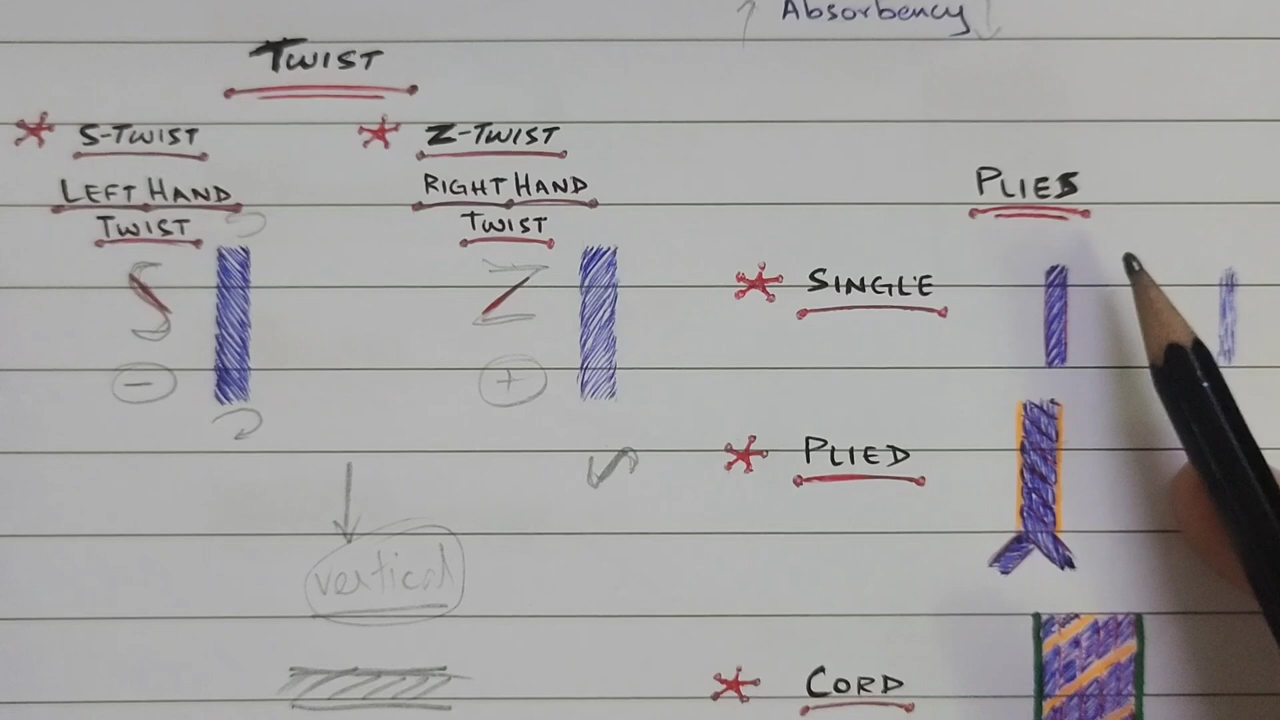 Absorbency
TWIST
S-TWIST
LEFT HAND
TWIST
S
-
Z-TWIST
RIGHT HAND
TWIST
Z
+
vertical
PLIES
SINGLE
PLIED
CORD